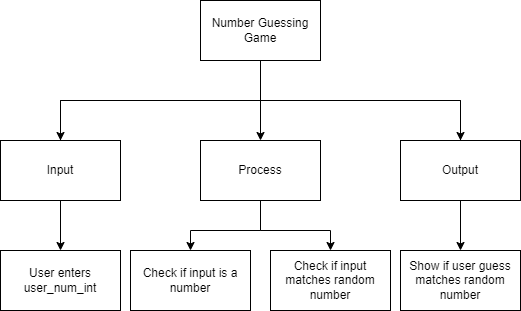 Number Guessing
Game
Input
Process
Output
User enters
user_num_int
Check if input is a
number
Check if input
matches random
number
Show if user guess
matches random
number